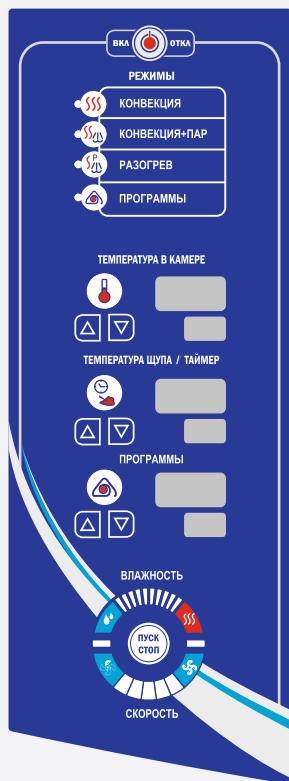 ВКЛ ОТКЛ
РЕЖИМЫ
КОНВЕКЦИЯ
КОНВЕКЦИЯ+ПАР
P
РАЗОГРЕВ
ПРОГРАММЫ
ТЕМПЕРАТУРА В КАМЕРЕ
ТЕМПЕРАТУРА ЩУПА / ТАЙМЕР
ПРОГРАММЫ
ВЛАЖНОСТЬ
ПУСК
СТОП
СКОРОСТЬ